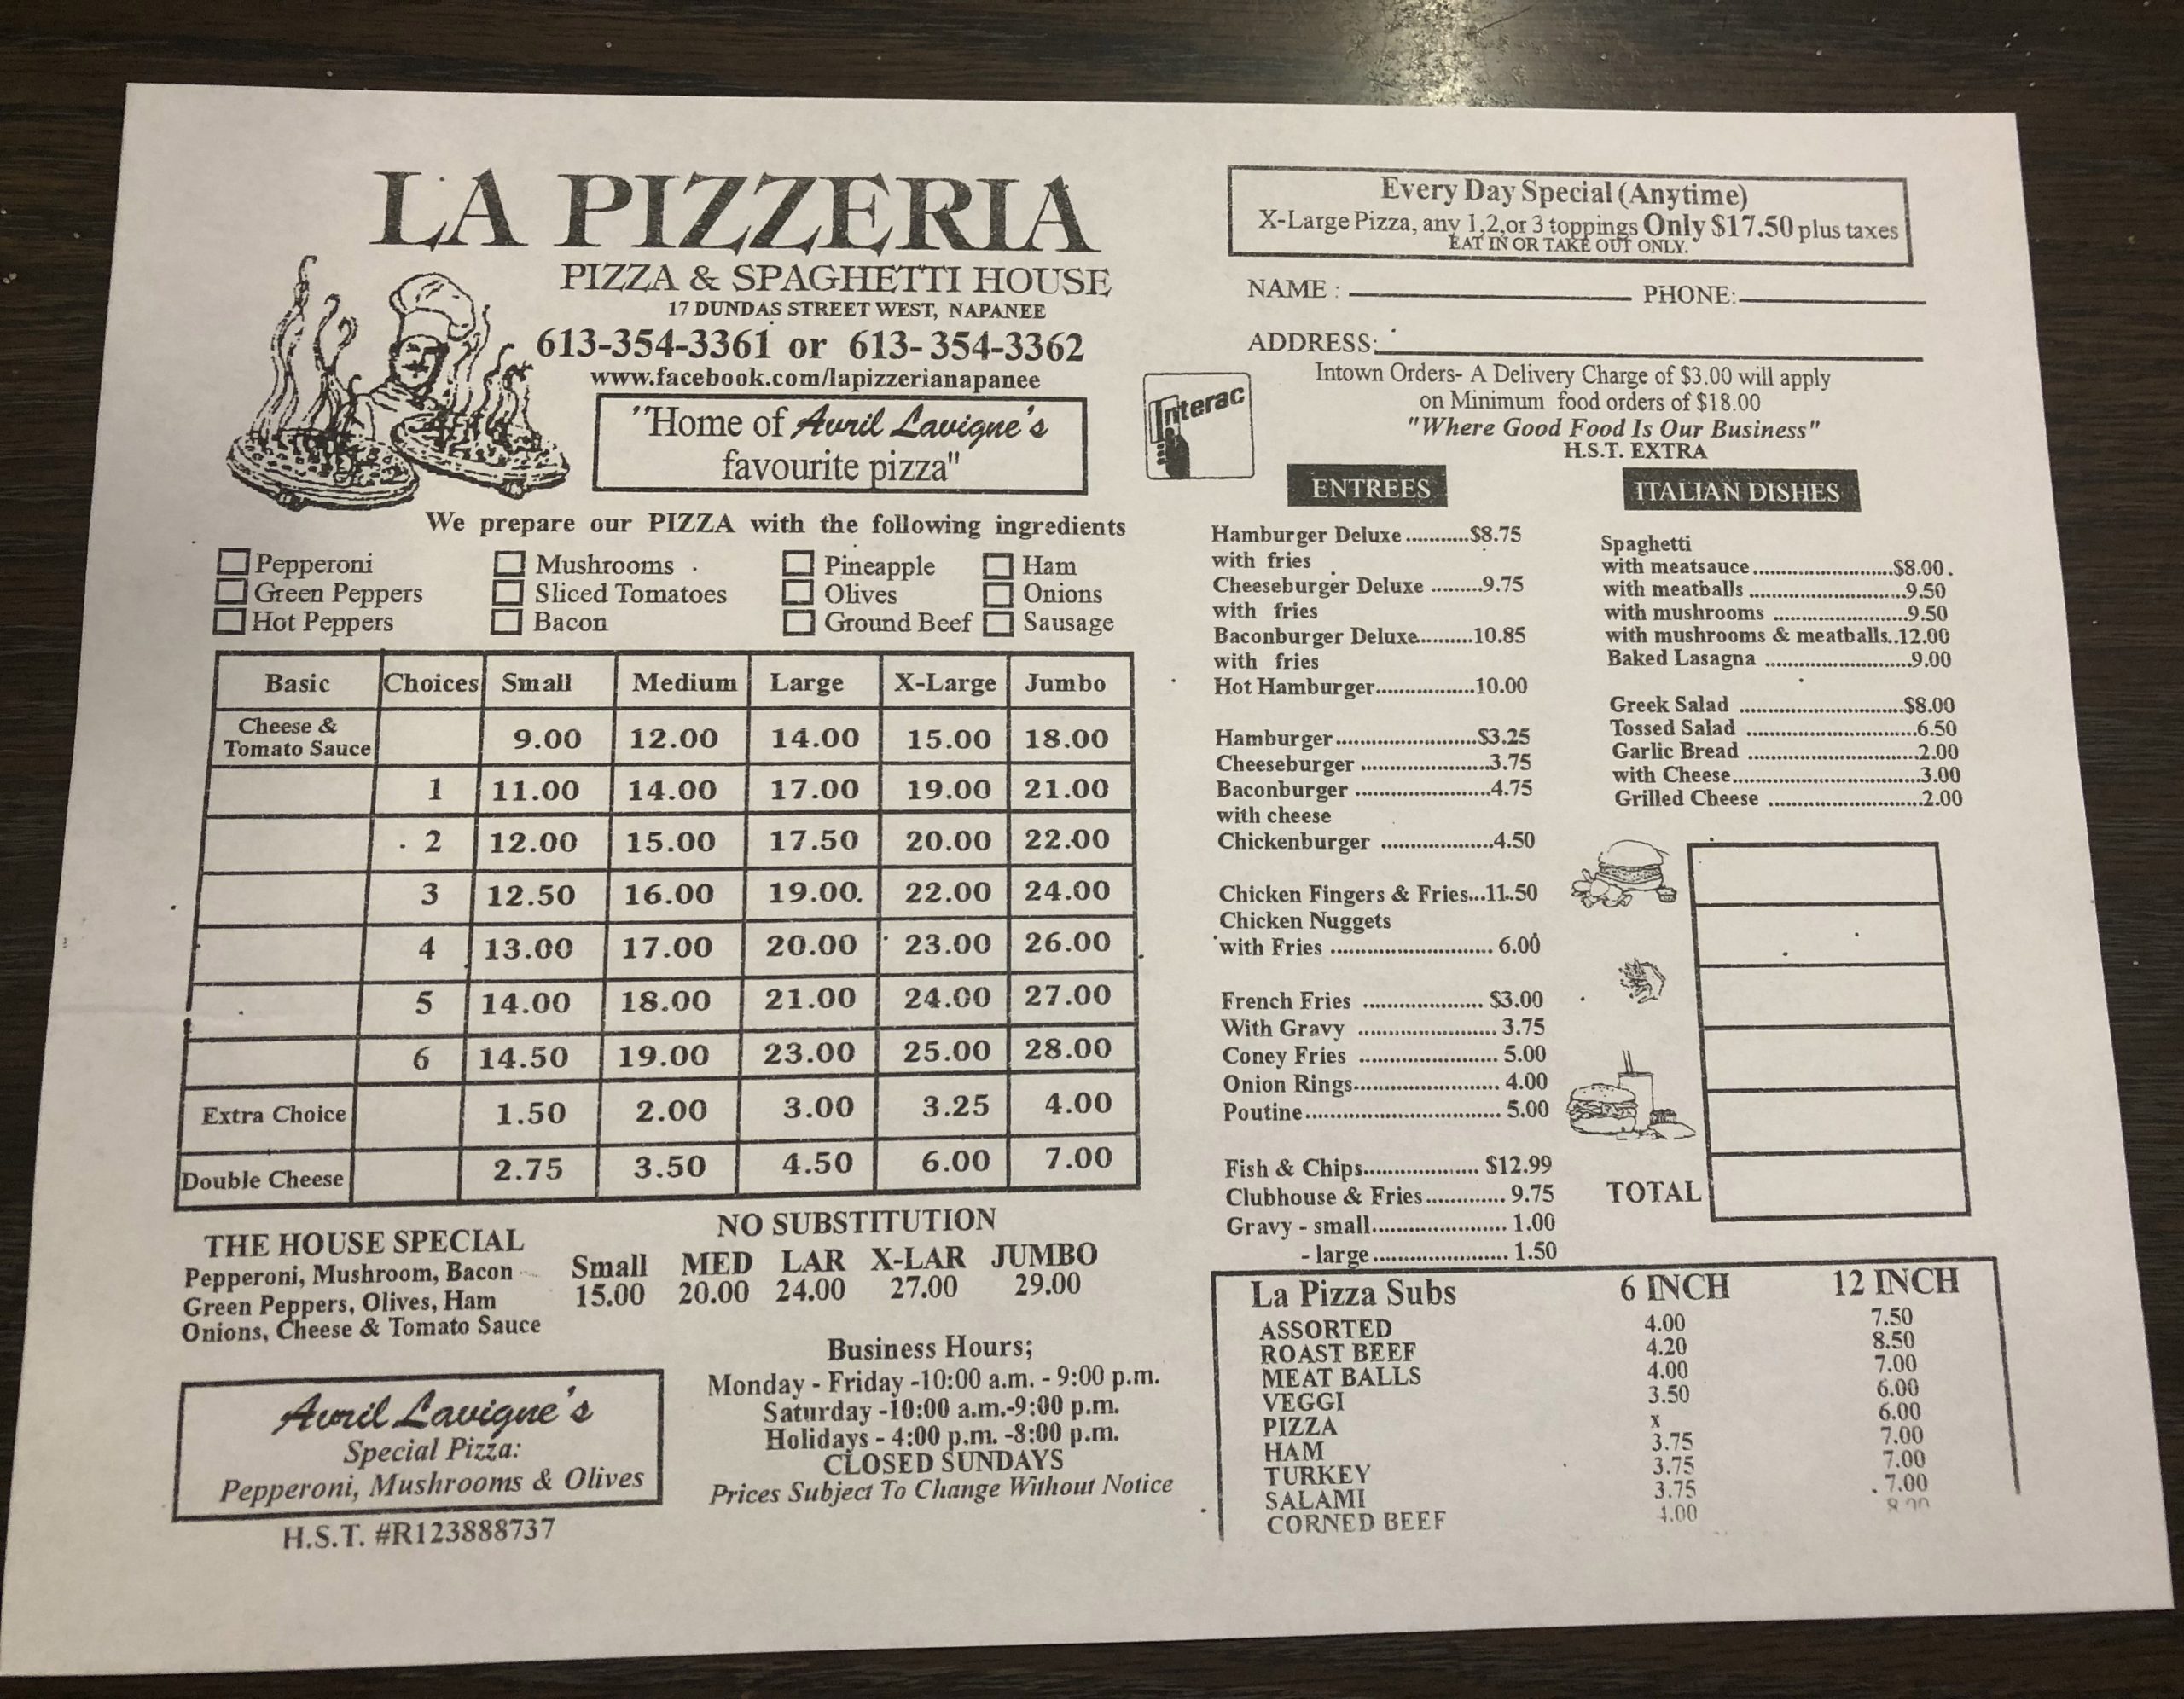 LA PIZZERIA
PIZZA & SPAGHETTI HOUSE
17 DUNDAS STREET WEST, NAPANEE
613-354-3361 or 613-354-3362
www.facebook.com/lapizzerianapanee
"Home of Avril Lavigne's
favourite pizza"
We prepare our PIZZA with the following ingredients
Pepperoni Mushrooms Pineapple Ham
Green Peppers Sliced Tomatoes Olives Onions
Hot Peppers Bacon Ground Beef Sausage
Basic Choices Small Medium Large X-Large Jumbo
Cheese &
Tomato Sauce 9.00 12.00 14.00 15.00 18.00
1 11.00 14.00 17.00 19.00 21.00
2 12.00 15.00 17.50 20.00 22.00
3 12.50 16.00 19.00. 22.00 24.00
4 13.00 17.00 20.00 23.00 26.00
5 14.00 18.00 21.00 24.00 27.00
6 14.50 19.00 23.00 25.00 28.00
Extra Choice 1.50 2.00 3.00 3.25 4.00
Double Cheese 2.75 3.50 4.50 6.00 7.00
THE HOUSE SPECIAL
Pepperoni, Mushroom, Bacon
Green Peppers, Olives, Ham
Onions, Cheese & Tomato Sauce
NO SUBSTITUTION
Small MED LAR X-LAR JUMBO
15.00 20.00 24.00 27.00 29.00
Avril Lavigne's
Special Pizza:
Pepperoni, Mushrooms & Olives
H.S.T. #R123888737
Business Hours;
Monday - Friday -10:00 a.m. - 9:00 p.m.
Saturday -10:00 a.m.-9:00 p.m.
Holidays - 4:00 p.m. -8:00 p.m.
CLOSED SUNDAYS
Prices Subject To Change Without Notice
Every Day Special (Anytime)
X-Large Pizza, any 1,2,or 3 toppings Only $17.50 plus taxes
EAT IN OR TAKE OUT ONLY.
NAME : PHONE:
ADDRESS:
Interac
Intown Orders- A Delivery Charge of $3.00 will apply
on Minimum food orders of $18.00
"Where Good Food Is Our Business"
H.S.T. EXTRA
ENTREES
Hamburger Deluxe ...........$8.75
with fries
Cheeseburger Deluxe .........9.75
with fries
Baconburger Deluxe..........10.85
with fries
Hot Hamburger..................10.00
Hamburger.........................$3.25
Cheeseburger .......................3.75
Baconburger ........................4.75
with cheese
Chickenburger ....................4.50
Chicken Fingers & Fries...11.50
Chicken Nuggets
with Fries ............................. 6.00
French Fries ...................... $3.00
With Gravy ......................... 3.75
Coney Fries ......................... 5.00
Onion Rings.......................... 4.00
Poutine................................... 5.00
Fish & Chips..................... $12.99
Clubhouse & Fries.............. 9.75
Gravy - small........................ 1.00
- large........................ 1.50
ITALIAN DISHES
Spaghetti
with meatsauce..........................$8.00.
with meatballs .............................9.50
with mushrooms .........................9.50
with mushrooms & meatballs..12.00
Baked Lasagna ...........................9.00
Greek Salad ..............................$8.00
Tossed Salad ...............................6.50
Garlic Bread ...............................2.00
with Cheese..................................3.00
Grilled Cheese ............................2.00
TOTAL
La Pizza Subs 6 INCH 12 INCH
ASSORTED 4.00 7.50
ROAST BEEF 4.20 8.50
MEAT BALLS 4.00 7.00
VEGGI 3.50 6.00
PIZZA x 6.00
HAM 3.75 7.00
TURKEY 3.75 7.00
SALAMI 3.75 7.00
CORNED BEEF 4.00